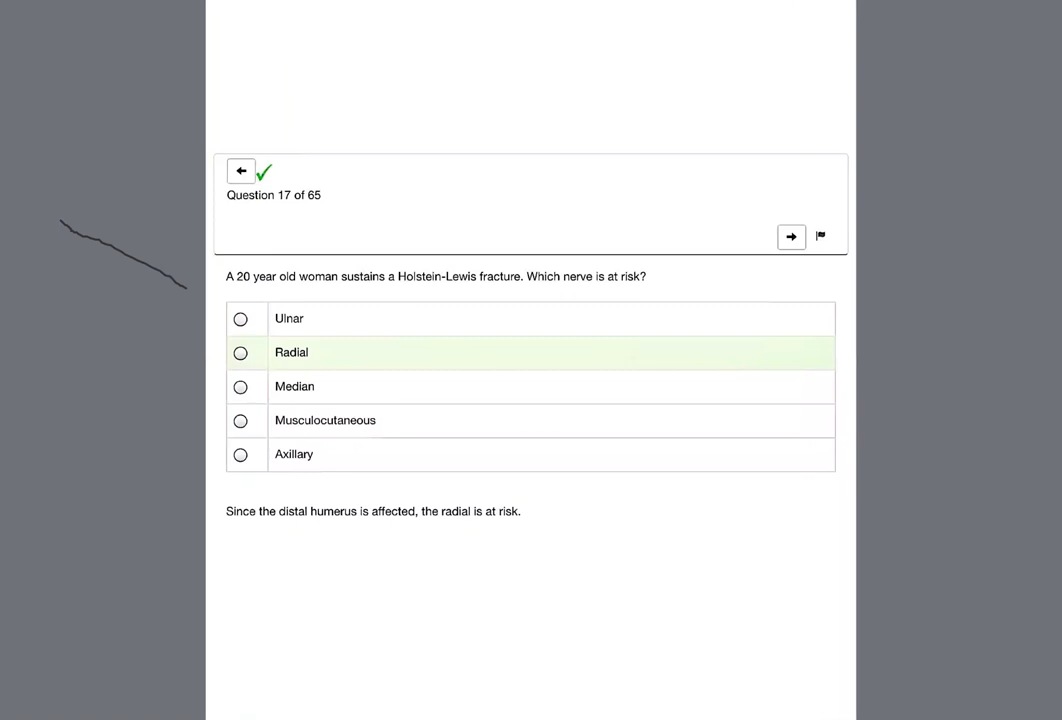 Question 17 of 65
A 20 year old woman sustains a Holstein-Lewis fracture. Which nerve is at risk?
Ulnar
Radial
Median
Musculocutaneous
Axillary
Since the distal humerus is affected, the radial is at risk.